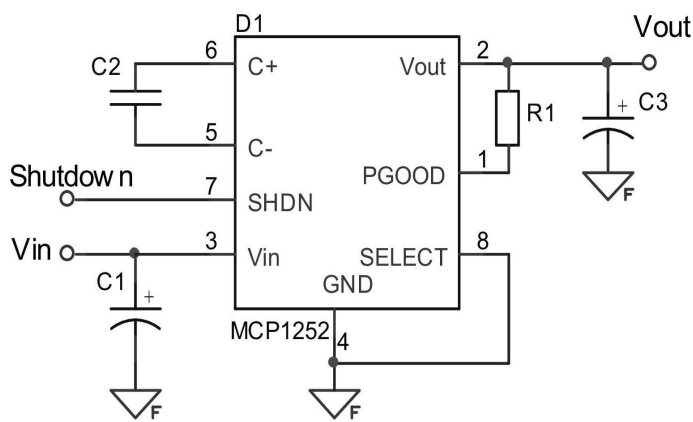 D1
Vout
6
C+
Vout
2
C2
+
C3
R1
5
C-
1
PGOOD
Shutdown
7
SHDN
Vin
3
Vin
SELECT
8
GND
C1
+
MCP1252
4
F
F
F